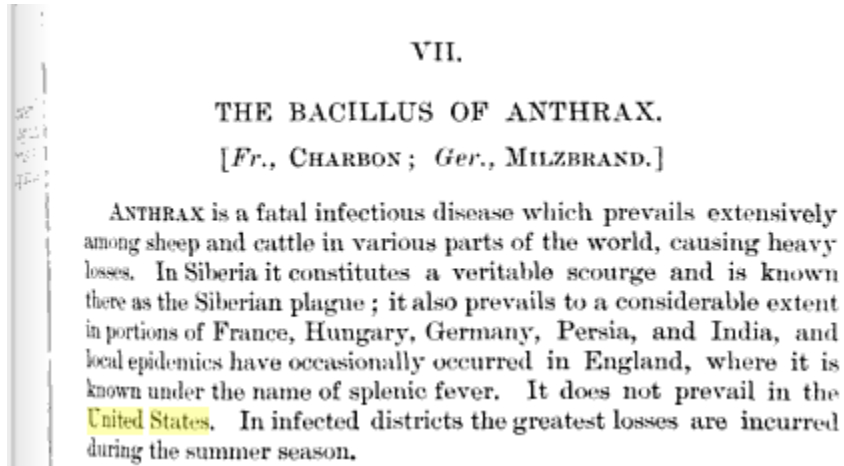 VII.
THE BACILLUS OF ANTHRAX.
[Fr., CHARBON; Ger., MILZBRAND.]
ANTHRAX is a fatal infectious disease which prevails extensively
among sheep and cattle in various parts of the world, causing heavy
losses. In Siberia it constitutes a veritable scourge and is known
there as the Siberian plague; it also prevails to a considerable extent
in portions of France, Hungary, Germany, Persia, and India, and
local epidemics have occasionally occurred in England, where it is
known under the name of splenic fever. It does not prevail in the
United States. In infected districts the greatest losses are incurred
during the summer season.